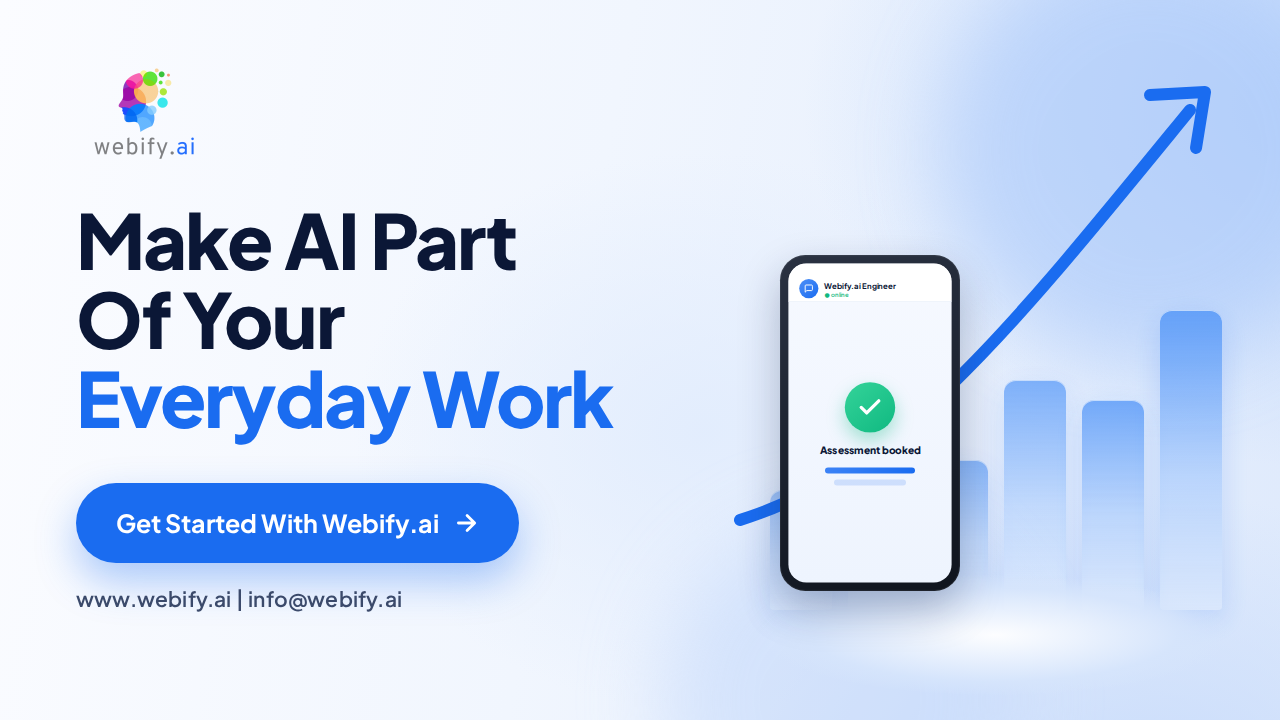 webify.ai
Make AI Part
Of Your
Everyday Work
Get Started With Webify.ai
www.webify.ai | info@webify.ai
Webify.ai Engineer
online
Assessment booked